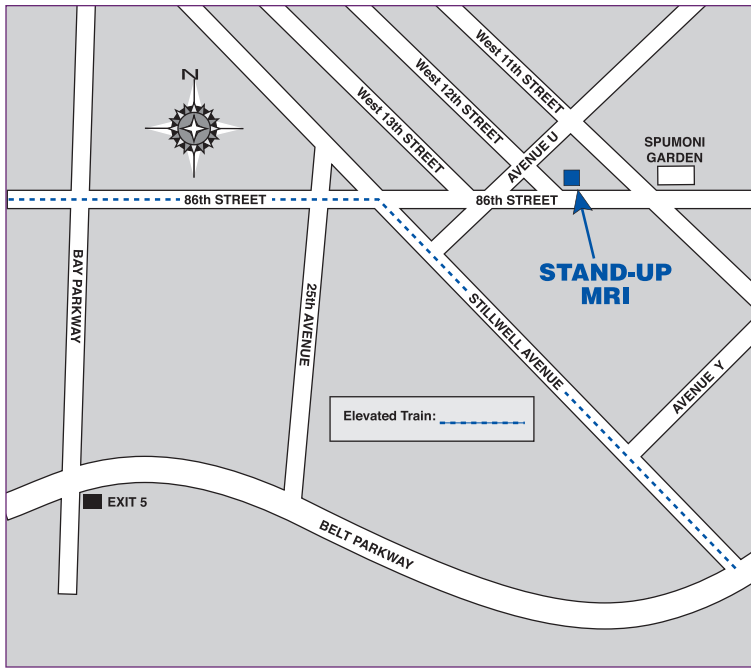 N
West 11th STREET
West 12th STREET
West 13th STREET
AVENUE U
SPUMONI
GARDEN
86th STREET
86th STREET
STAND-UP
MRI
BAY PARKWAY
25th AVENUE
STILLWELL AVENUE
AVENUE Y
Elevated Train:
EXIT 5
BELT PARKWAY